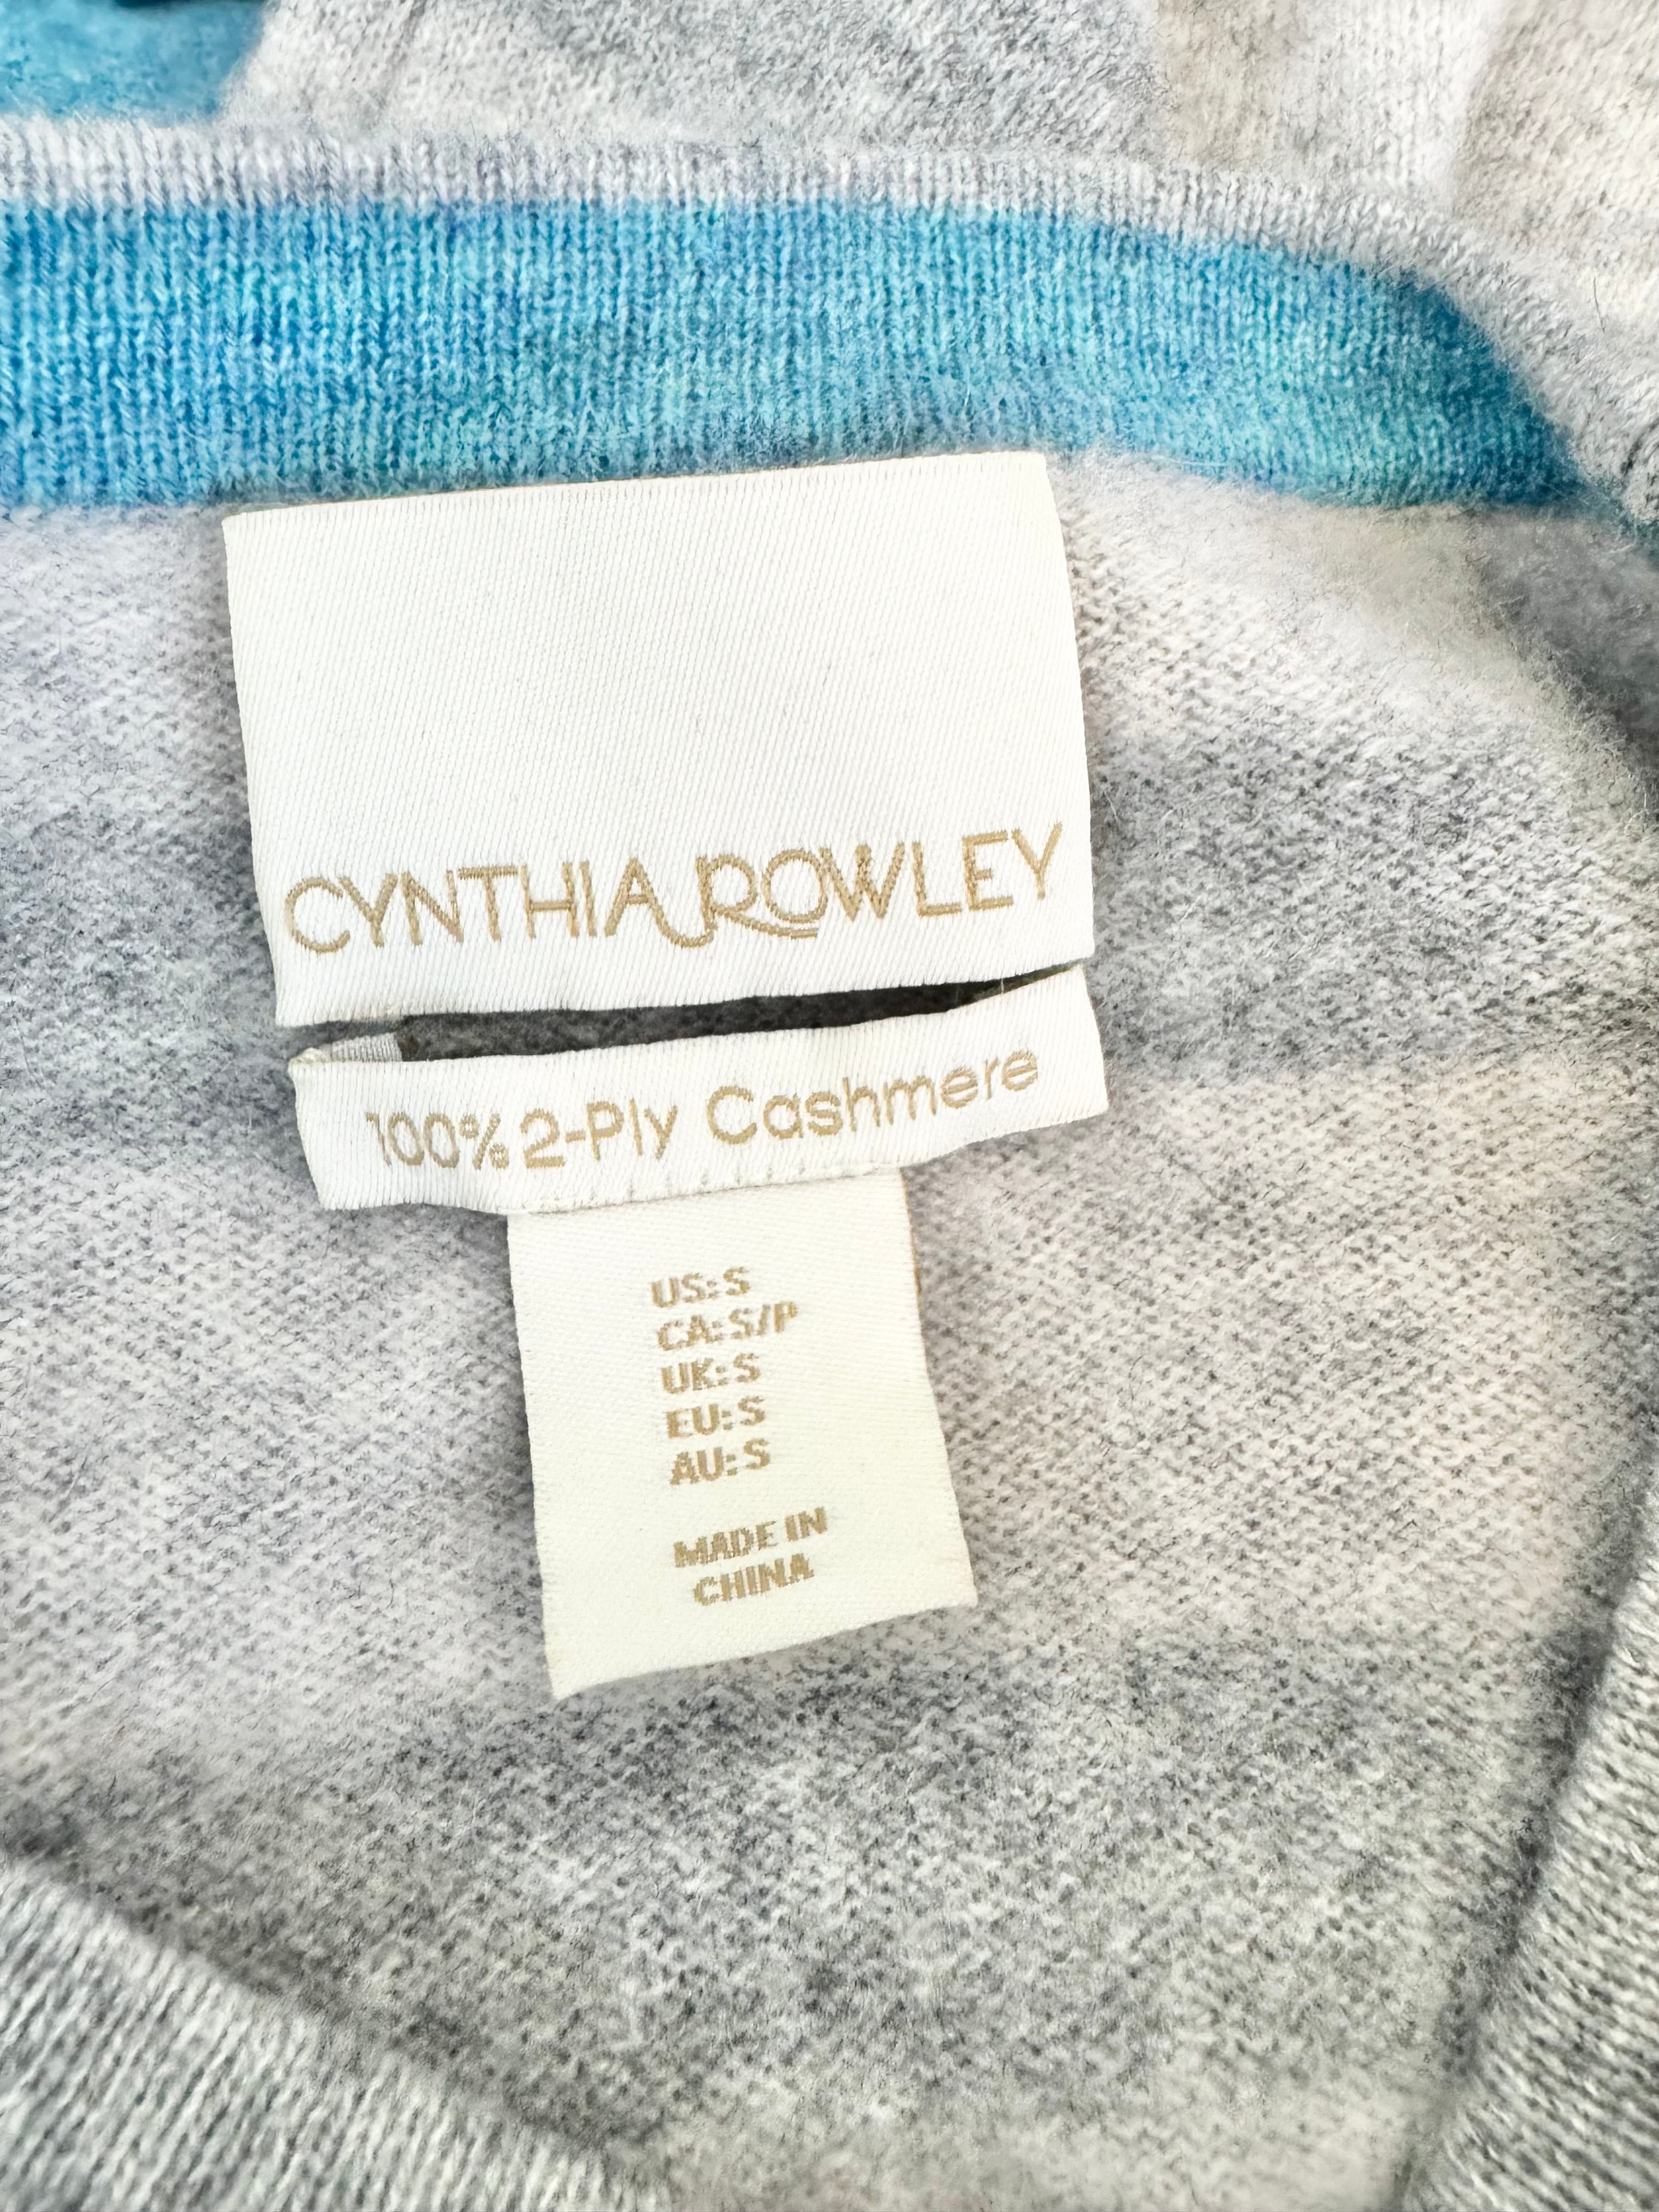 CYNTHIA ROWLEY
100% 2-Ply Cashmere
US: S
CA: S/P
UK: S
EU: S
AU: S
MADE IN
CHINA